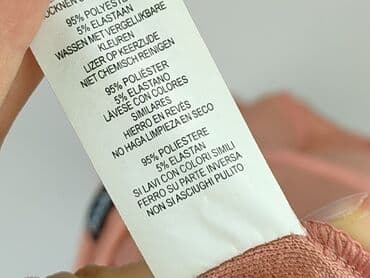 95% POLYESTER
5% ELASTAAN
WASSEN MET VERGELIJKBARE
KLEUREN
IJZER OP KEERZIJDE
NIET CHEMISCH REINIGEN
95% POLIÉSTER
5% ELASTANO
LÁVESE CON COLORES
SIMILARES
HIERRO EN REVÉS
NO HAGA LIMPIEZA EN SECO
95% POLIESTERE
5% ELASTAN
SI LAVI CON COLORI SIMILI
FERRO SU PARTE INVERSA
NON SI ASCIUGHI PULITO